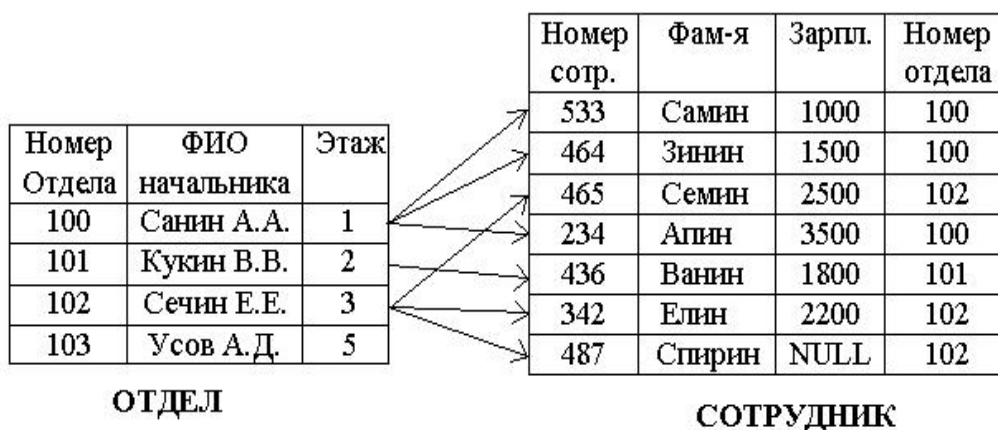 Номер Отдела ФИО начальника Этаж
100 Санин А.А. 1
101 Кукин В.В. 2
102 Сечин Е.Е. 3
103 Усов А.Д. 5
ОТДЕЛ
Номер сотр. Фам-я Зарпл. Номер отдела
533 Самин 1000 100
464 Зинин 1500 100
465 Семин 2500 102
234 Апин 3500 100
436 Ванин 1800 101
342 Елин 2200 102
487 Спирин NULL 102
СОТРУДНИК